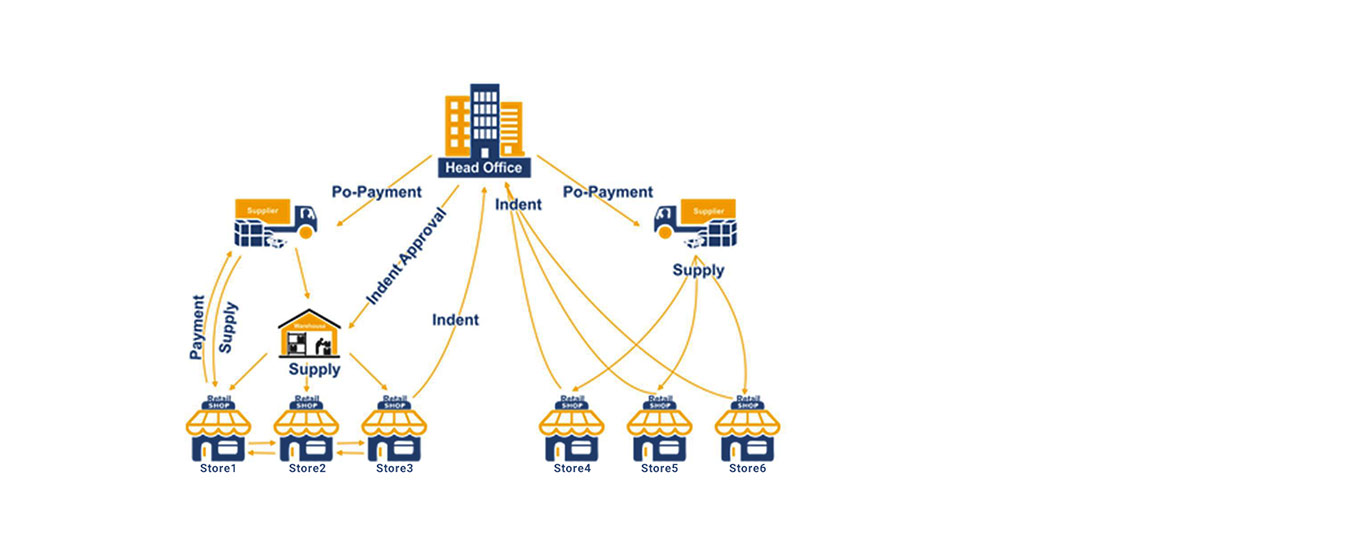 Head Office
Po-Payment
Po-Payment
Supplier
Indent
Supplier
Indent Approval
Supply
Payment
Supply
Warehouse
Indent
Supply
Retail
SHOP
Retail
SHOP
Retail
SHOP
Retail
SHOP
Retail
SHOP
Retail
SHOP
Store1
Store2
Store3
Store4
Store5
Store6